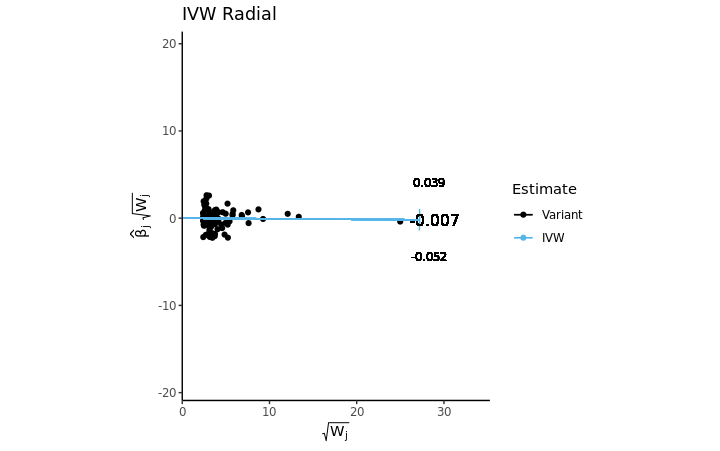 IVW Radial
20
10
0
-10
-20
β̂j √Wj
0.039
-0.007
-0.052
0
10
20
30
√Wj
Estimate
Variant
IVW